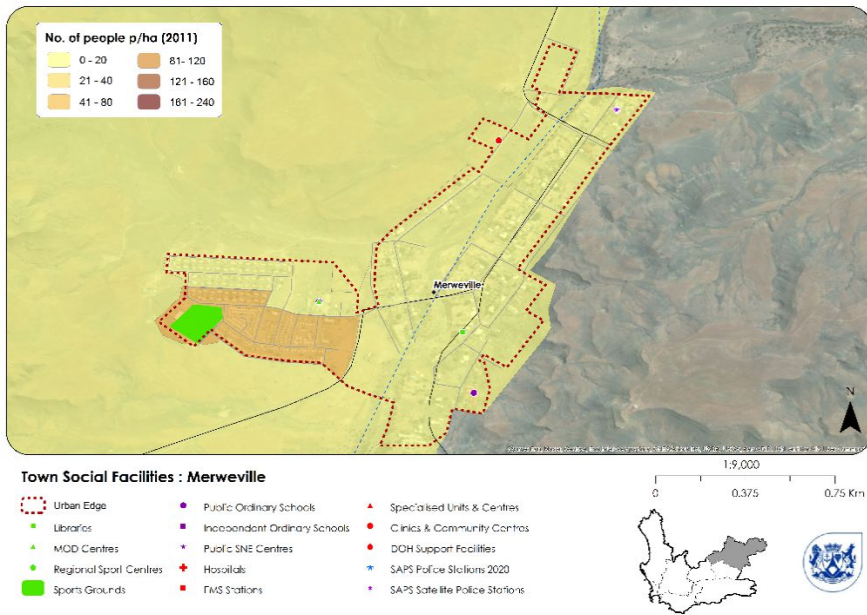 No. of people p/ha (2011)
0 - 20
21 - 40
41 - 80
81- 120
121 - 160
161 - 240
Merweville
N
Town Social Facilities : Merweville
Urban Edge
Libraries
MOD Centres
Regional Sport Centres
Sports Grounds
Public Ordinary Schools
Independent Ordinary Schools
Public SNE Centres
Hospitals
EMS Stations
Specialised Units & Centres
Clinics & Community Centres
DOH Support Facilities
SAPS Police Stations 2020
SAPS Satellite Police Stations
1:9,000
0 0.375 0.75 Km